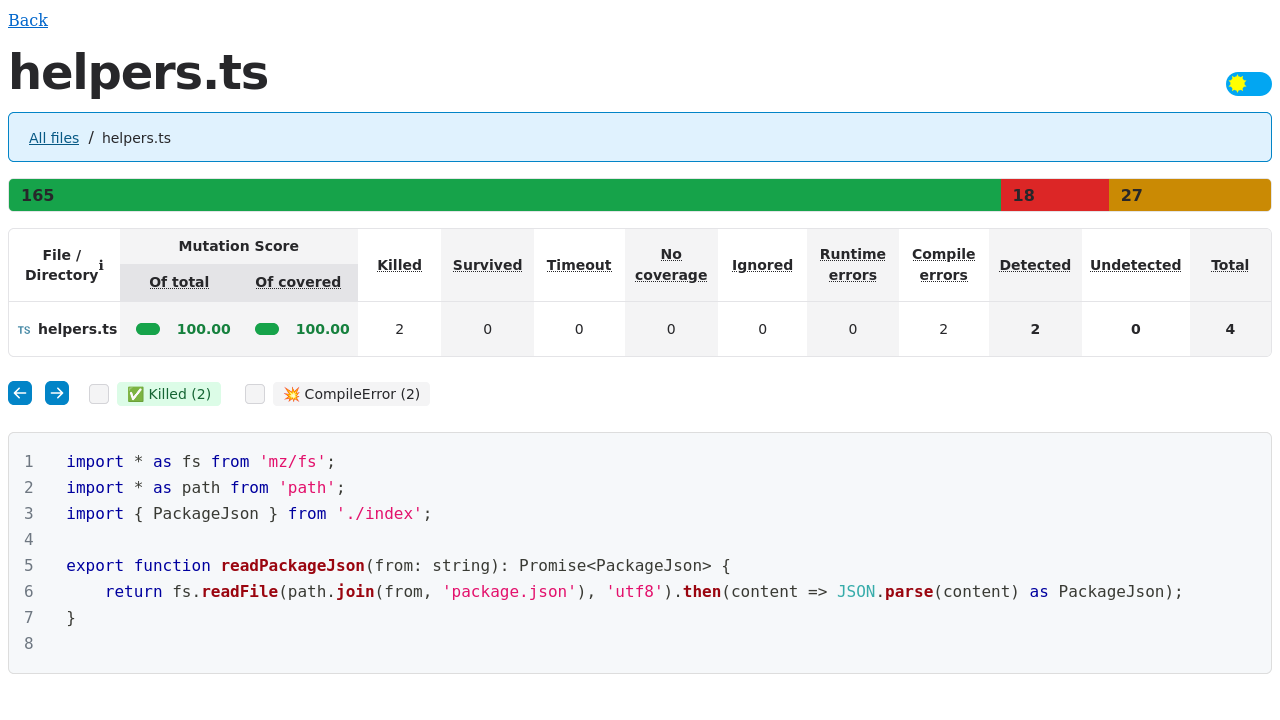 Back
helpers.ts
All files / helpers.ts
165 18 27
File / Directory ℹ Mutation Score Killed Survived Timeout No coverage Ignored Runtime errors Compile errors Detected Undetected Total
Of total Of covered
TS helpers.ts 100.00 100.00 2 0 0 0 0 0 2 2 0 4
✅ Killed (2) 💥 CompileError (2)
1 import * as fs from 'mz/fs';
2 import * as path from 'path';
3 import { PackageJson } from './index';
4
5 export function readPackageJson(from: string): Promise<PackageJson> {
6     return fs.readFile(path.join(from, 'package.json'), 'utf8').then(content => JSON.parse(content) as PackageJson);
7 }
8